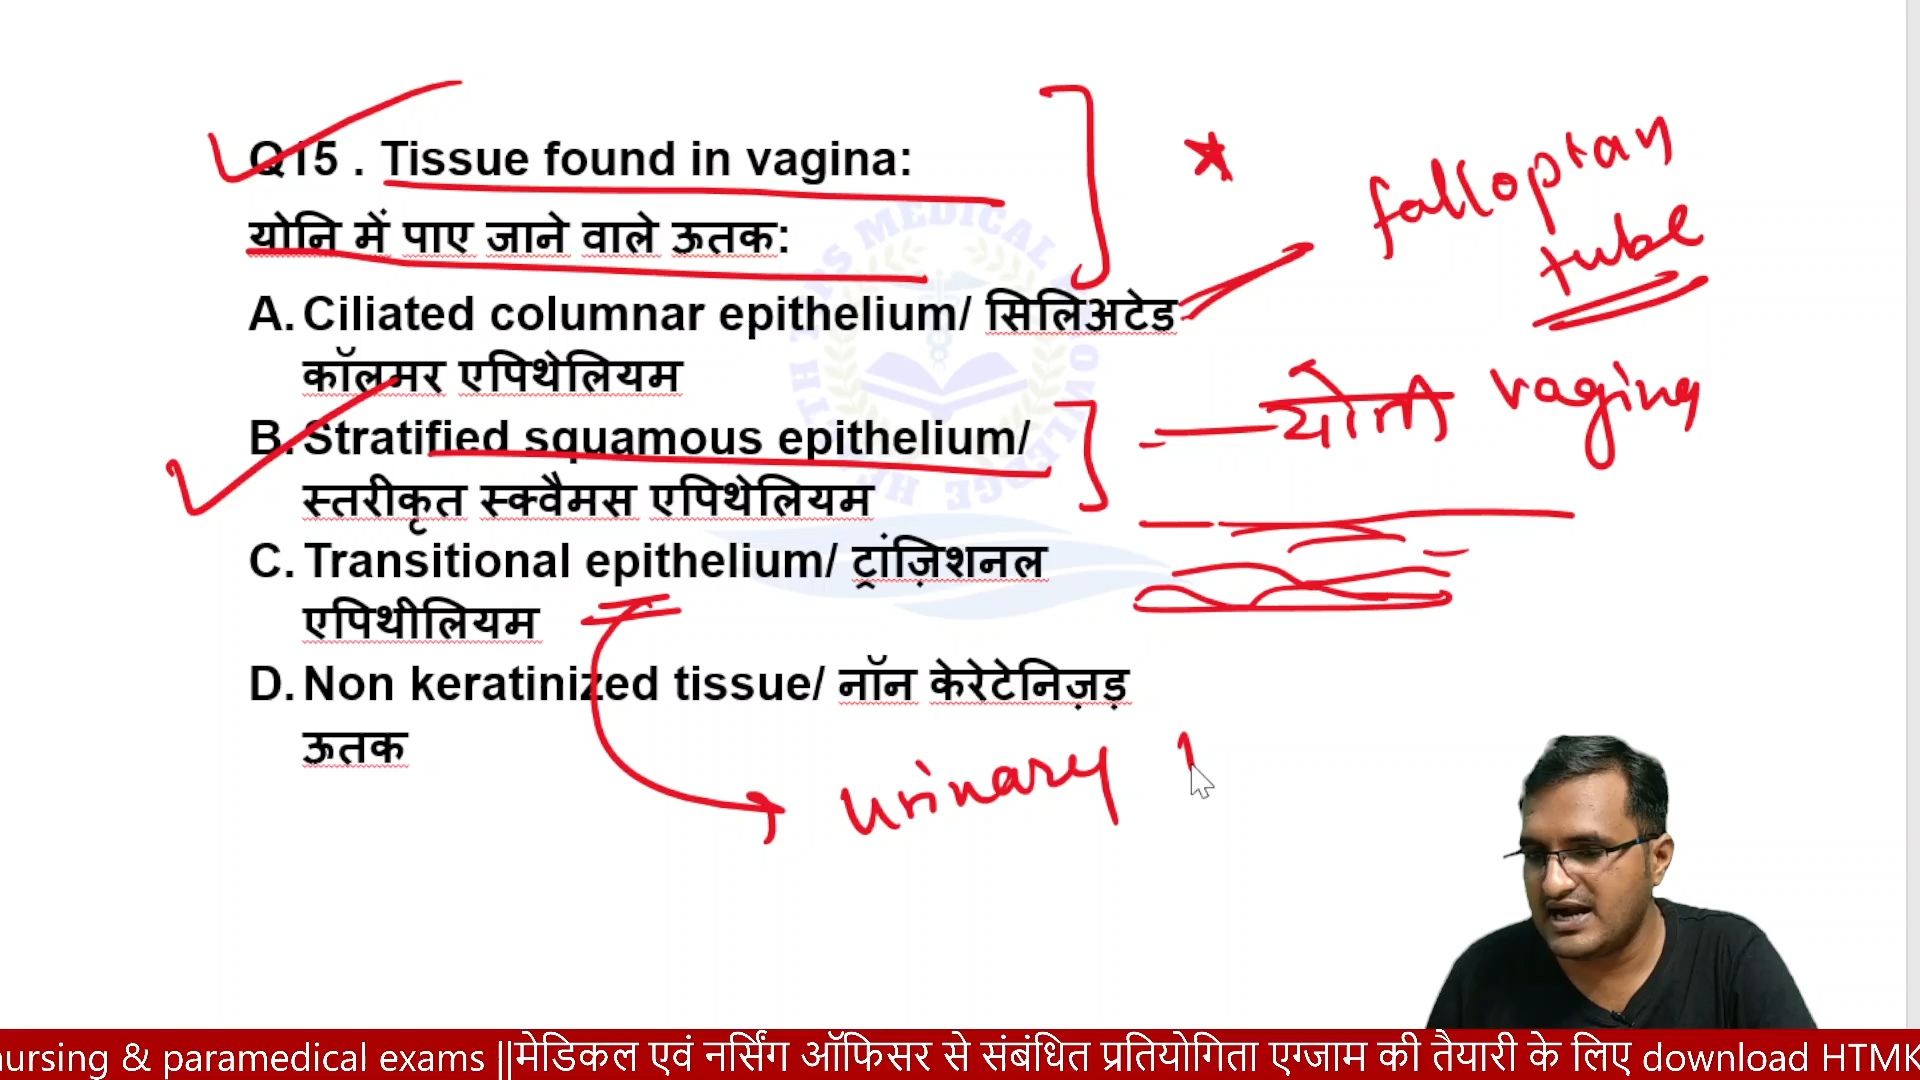 Q15 . Tissue found in vagina:
योनि में पाए जाने वाले ऊतक:
A. Ciliated columnar epithelium/ सिलिअटेड
कॉलमर एपिथेलियम
B. Stratified squamous epithelium/
स्तरीकृत स्क्वैमस एपिथेलियम
C. Transitional epithelium/ ट्रांज़िशनल
एपिथीलियम
D. Non keratinized tissue/ नॉन केरेटेनिज़ड़
ऊतक
fallopian
tube
योनी vagina
urinary
nursing & paramedical exams ||मेडिकल एवं नर्सिंग ऑफिसर से संबंधित प्रतियोगिता एग्जाम की तैयारी के लिए download HTMK